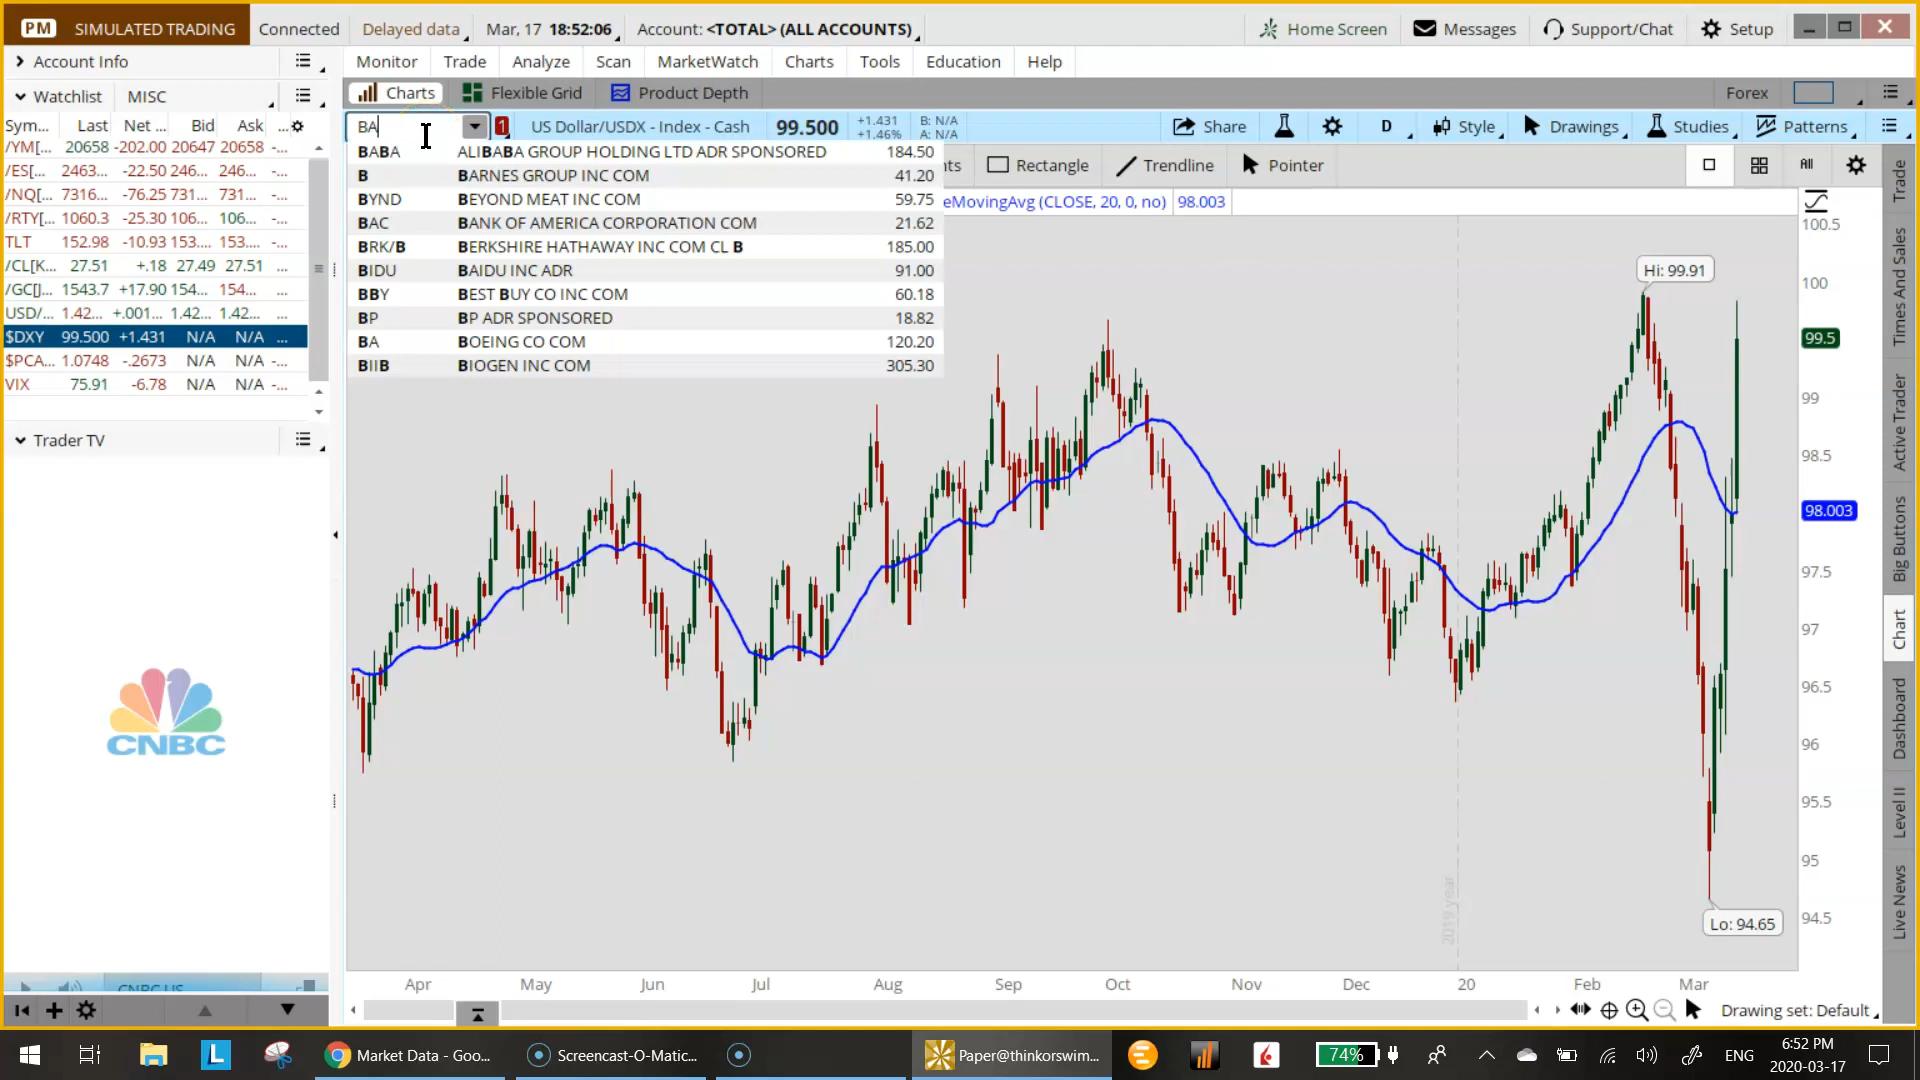 PM SIMULATED TRADING Connected Delayed data Mar, 17 18:52:06 Account: <TOTAL> (ALL ACCOUNTS) Home Screen Messages Support/Chat Setup
Account Info
Monitor Trade Analyze Scan MarketWatch Charts Tools Education Help
Watchlist MISC
Charts Flexible Grid Product Depth Forex
Sym... Last Net ... Bid Ask ...
BA 1 US Dollar/USDX - Index - Cash 99.500 +1.431 +1.46% B: N/A A: N/A Share D Style Drawings Studies Patterns
/YM[... 20658 -202.00 20647 20658 -...
/ES[... 2463... -22.50 246... 246... -...
/NQ[... 7316... -76.25 731... 731... -...
/RTY[... 1060.3 -25.30 106... 106... -...
TLT 152.98 -10.93 153.... 153.... -...
/CL[K... 27.51 +.18 27.49 27.51 -...
/GC[J... 1543.7 +17.90 154... 154... -...
USD/... 1.42... +.001... 1.42... 1.42... -...
$DXY 99.500 +1.431 N/A N/A ...
$PCA... 1.0748 -.2673 N/A N/A -...
VIX 75.91 -6.78 N/A N/A -...
BABA ALIBABA GROUP HOLDING LTD ADR SPONSORED 184.50
B BARNES GROUP INC COM 41.20
BYND BEYOND MEAT INC COM 59.75
BAC BANK OF AMERICA CORPORATION COM 21.62
BRK/B BERKSHIRE HATHAWAY INC COM CL B 185.00
BIDU BAIDU INC ADR 91.00
BBY BEST BUY CO INC COM 60.18
BP BP ADR SPONSORED 18.82
BA BOEING CO COM 120.20
BIIB BIOGEN INC COM 305.30
nts Rectangle Trendline Pointer All
eMovingAvg (CLOSE, 20, 0, no) 98.003
Trader TV
CNBC
CNBC US
Hi: 99.91
Lo: 94.65
2019 year
100.5
100
99.5
99
98.5
98.003
97.5
97
96.5
96
95.5
95
94.5
Apr May Jun Jul Aug Sep Oct Nov Dec 20 Feb Mar
Drawing set: Default
Trade
Times And Sales
Active Trader
Big Buttons
Chart
Dashboard
Level II
Live News
L Market Data - Goo... Screencast-O-Matic... Paper@thinkorswim... 74% ENG 6:52 PM
2020-03-17